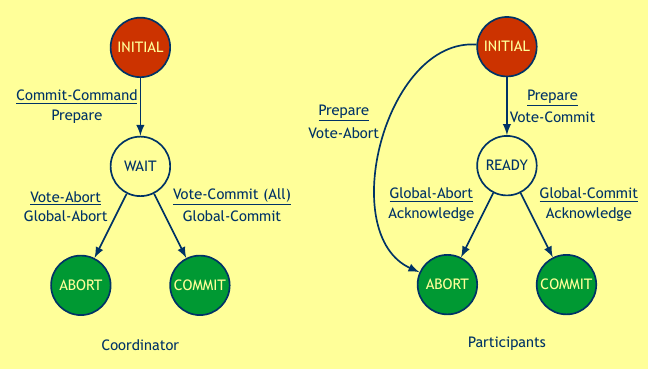 INITIAL
Commit-Command
Prepare
WAIT
Vote-Abort
Global-Abort
Vote-Commit (All)
Global-Commit
ABORT
COMMIT
Coordinator
INITIAL
Prepare
Vote-Abort
Prepare
Vote-Commit
READY
Global-Abort
Acknowledge
Global-Commit
Acknowledge
ABORT
COMMIT
Participants